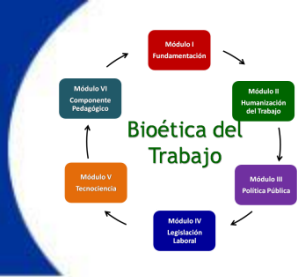 Módulo I
Fundamentación
Módulo II
Humanización
del Trabajo
Módulo III
Política Pública
Módulo IV
Legislación
Laboral
Módulo V
Tecnociencia
Módulo VI
Componente
Pedagógico
Bioética del
Trabajo